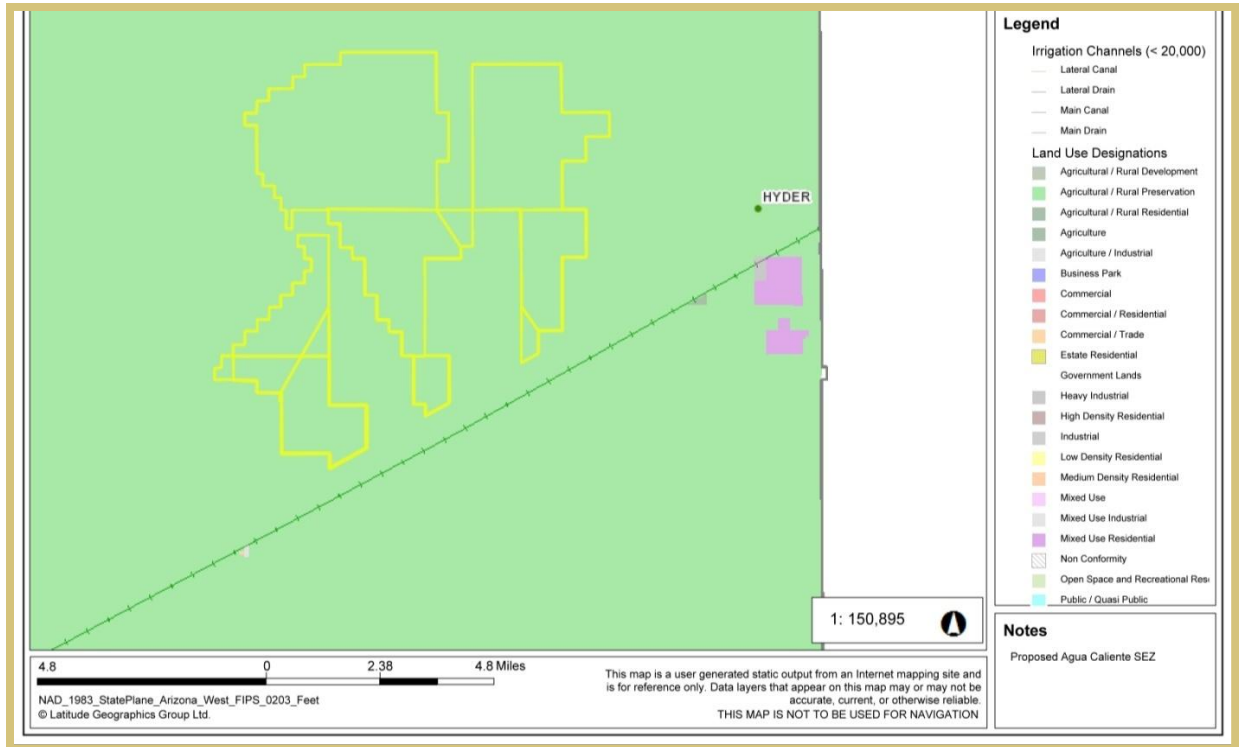 HYDER
1: 150,895
4.8 0 2.38 4.8 Miles
NAD_1983_StatePlane_Arizona_West_FIPS_0203_Feet
© Latitude Geographics Group Ltd.
This map is a user generated static output from an Internet mapping site and
is for reference only. Data layers that appear on this map may or may not be
accurate, current, or otherwise reliable.
THIS MAP IS NOT TO BE USED FOR NAVIGATION
Legend
Irrigation Channels (< 20,000)
Lateral Canal
Lateral Drain
Main Canal
Main Drain
Land Use Designations
Agricultural / Rural Development
Agricultural / Rural Preservation
Agricultural / Rural Residential
Agriculture
Agriculture / Industrial
Business Park
Commercial
Commercial / Residential
Commercial / Trade
Estate Residential
Government Lands
Heavy Industrial
High Density Residential
Industrial
Low Density Residential
Medium Density Residential
Mixed Use
Mixed Use Industrial
Mixed Use Residential
Non Conformity
Open Space and Recreational Res
Public / Quasi Public
Notes
Proposed Agua Caliente SEZ